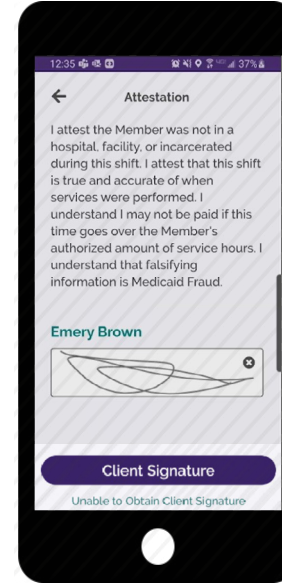 12:35
37%
Attestation
I attest the Member was not in a
hospital, facility, or incarcerated
during this shift. I attest that this shift
is true and accurate of when
services were performed. I
understand I may not be paid if this
time goes over the Member's
authorized amount of service hours. I
understand that falsifying
information is Medicaid Fraud.
Emery Brown
Client Signature
Unable to Obtain Client Signature